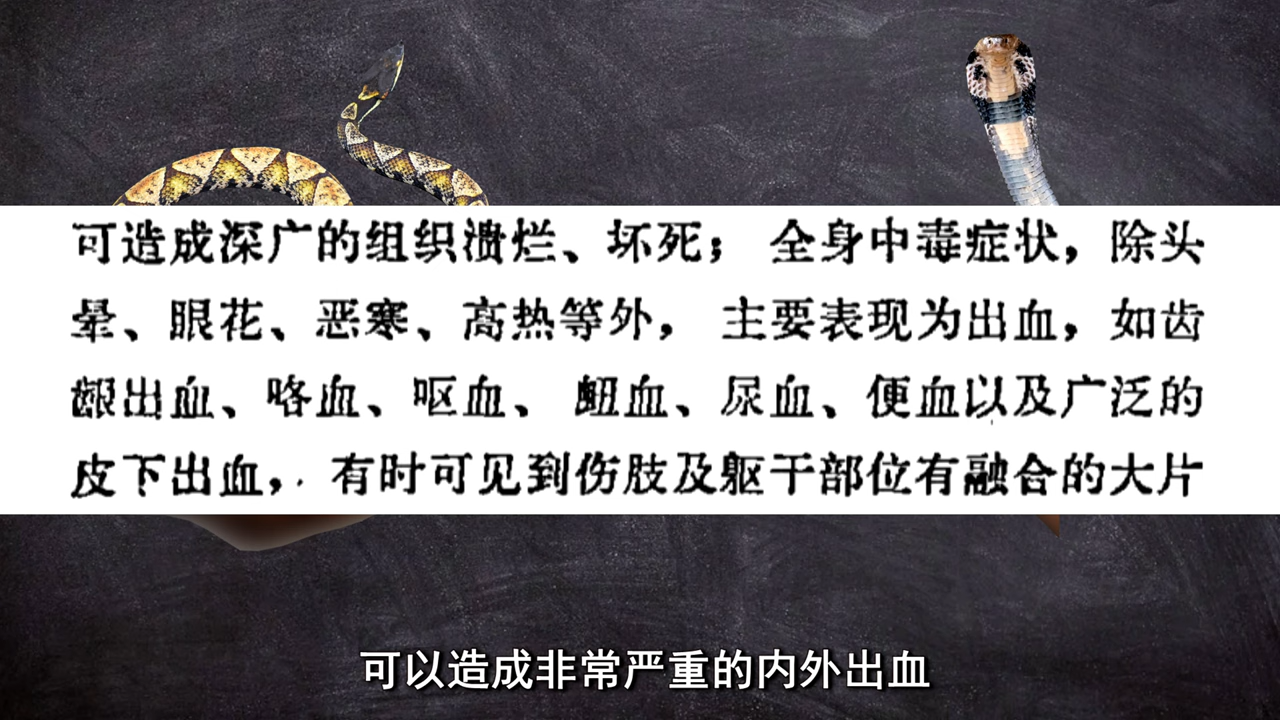 可造成深广的组织溃烂、坏死；全身中毒症状，除头
晕、眼花、恶寒、高热等外，主要表现为出血，如齿
龈出血、咯血、呕血、衄血、尿血、便血以及广泛的
皮下出血，有时可见到伤肢及躯干部位有融合的大片
可以造成非常严重的内外出血